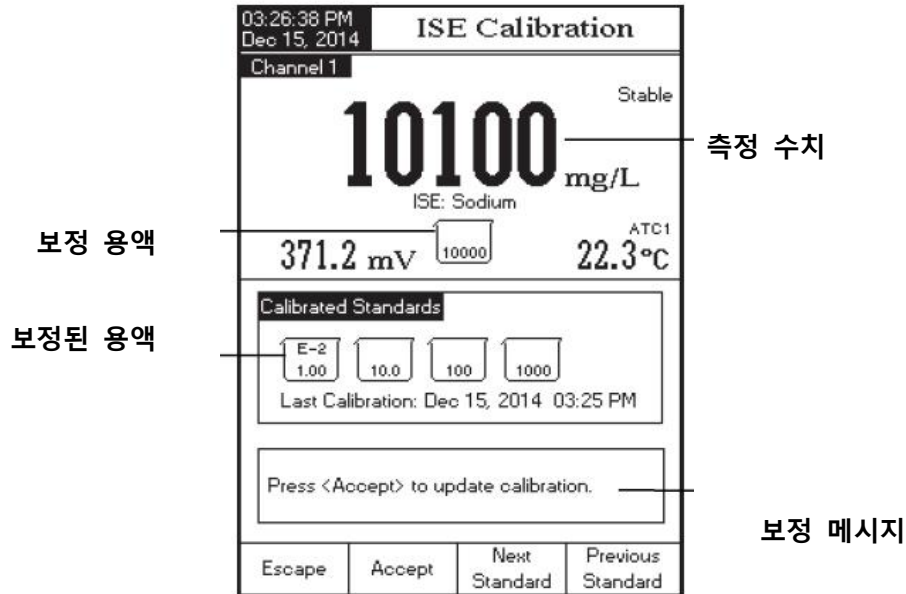 03:26:38 PM
Dec 15, 2014
ISE Calibration
Channel 1
Stable
10100 mg/L
측정 수치
ISE: Sodium
보정 용액
371.2 mV
10000
ATC1
22.3°C
Calibrated Standards
보정된 용액
E-2
1.00
10.0
100
1000
Last Calibration: Dec 15, 2014 03:25 PM
Press <Accept> to update calibration.
보정 메시지
Escape
Accept
Next
Standard
Previous
Standard